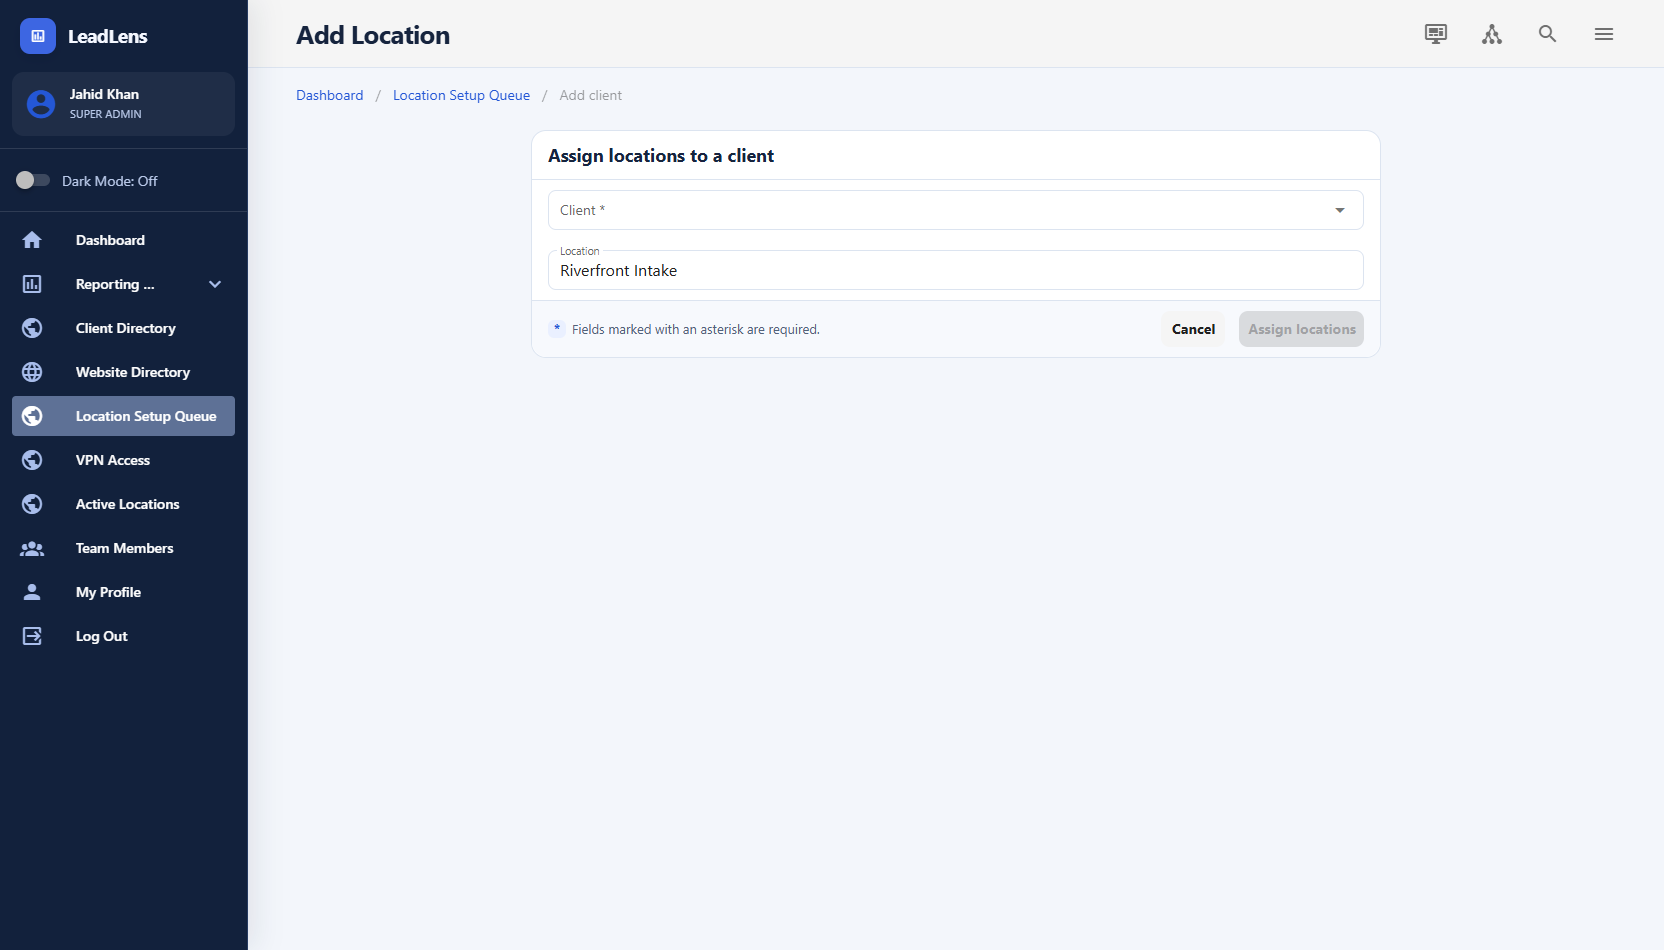 LeadLens
Jahid Khan
SUPER ADMIN
Dark Mode: Off
Dashboard
Reporting ...
Client Directory
Website Directory
Location Setup Queue
VPN Access
Active Locations
Team Members
My Profile
Log Out
Add Location
Dashboard / Location Setup Queue / Add client
Assign locations to a client
Client *
Location
Riverfront Intake
* Fields marked with an asterisk are required.
Cancel
Assign locations